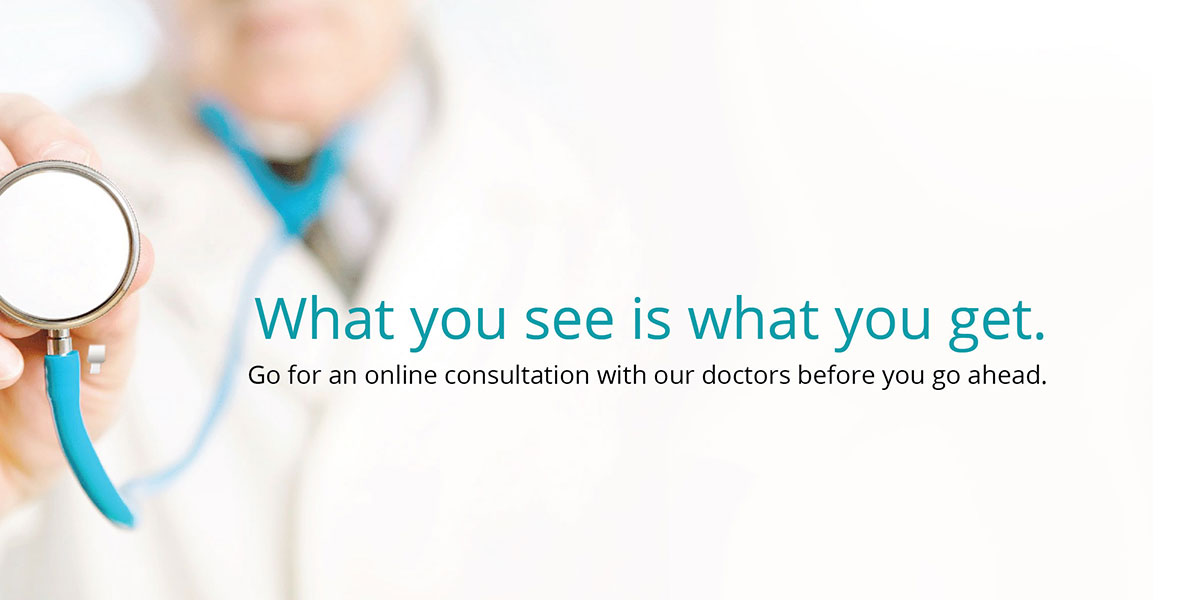 What you see is what you get.
Go for an online consultation with our doctors before you go ahead.